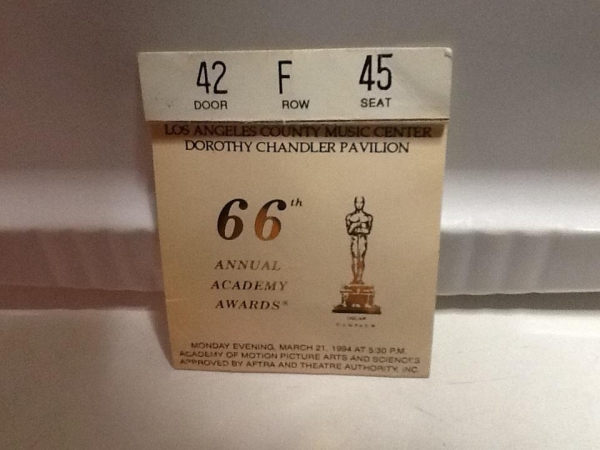 42 F 45
DOOR ROW SEAT
LOS ANGELES COUNTY MUSIC CENTER
DOROTHY CHANDLER PAVILION
66th
ANNUAL
ACADEMY
AWARDS®
OSCAR
MONDAY EVENING, MARCH 21, 1994 AT 5:30 P.M.
ACADEMY OF MOTION PICTURE ARTS AND SCIENCES
APPROVED BY AFTRA AND THEATRE AUTHORITY, INC.